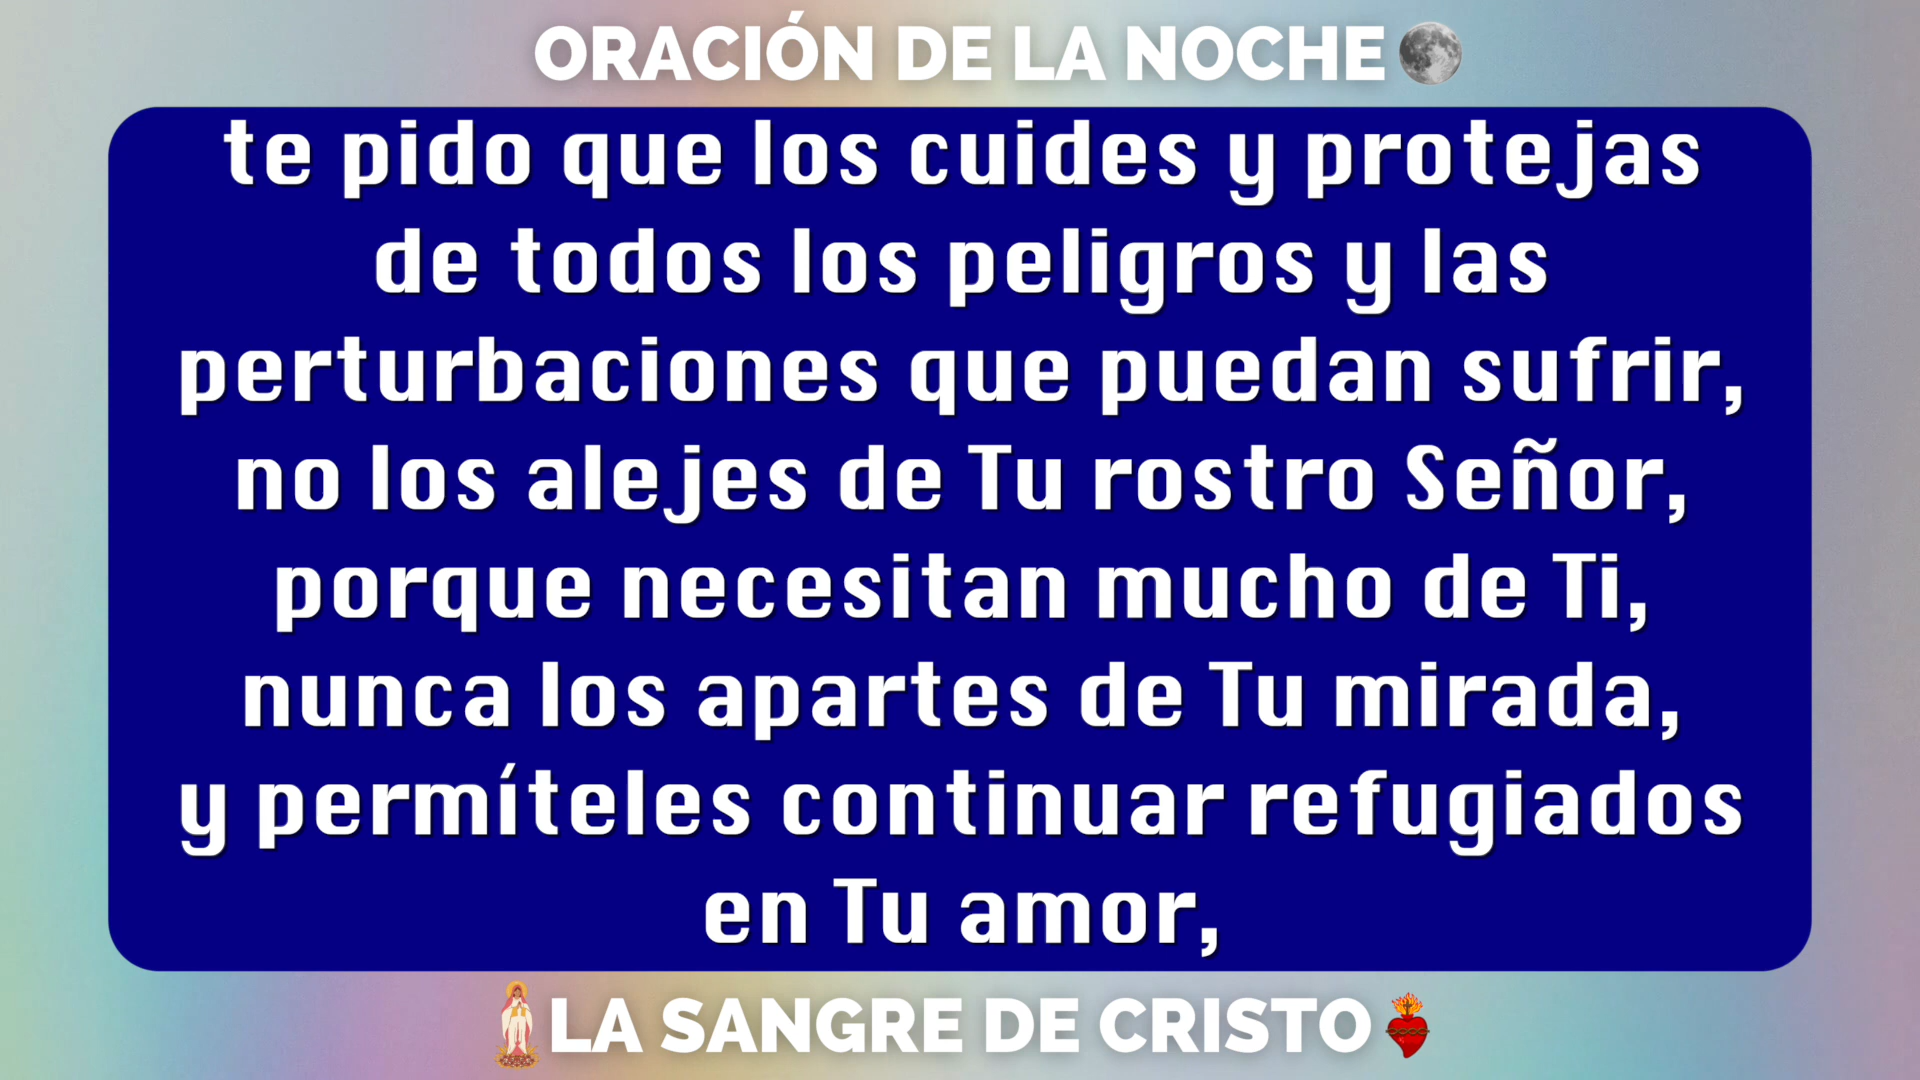 ORACIÓN DE LA NOCHE
te pido que los cuides y protejas
de todos los peligros y las
perturbaciones que puedan sufrir,
no los alejes de Tu rostro Señor,
porque necesitan mucho de Ti,
nunca los apartes de Tu mirada,
y permíteles continuar refugiados
en Tu amor,
LA SANGRE DE CRISTO